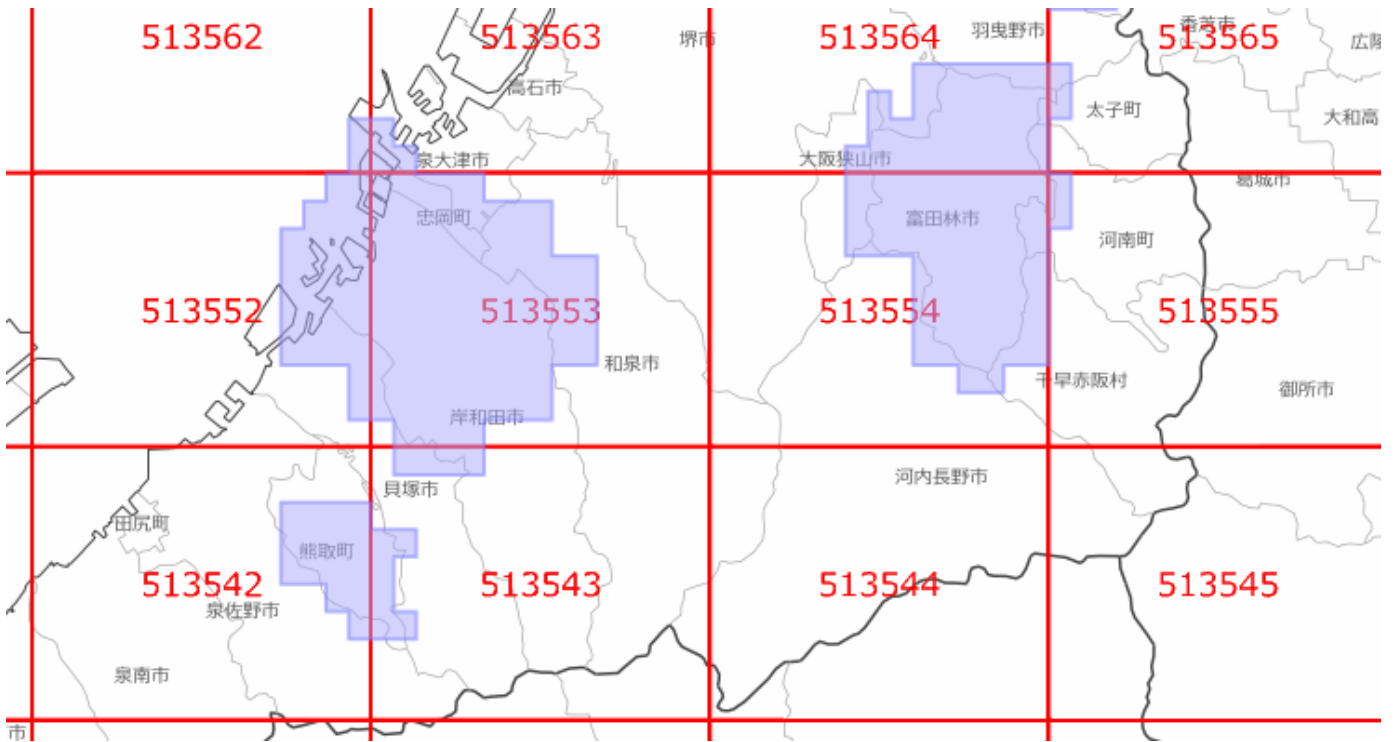 513562
513563
堺市
513564
羽曳野市
香芝市
513565
高石市
太子町
大和高
泉大津市
大阪狭山市
葛城市
忠岡町
富田林市
河南町
513552
513553
513554
513555
和泉市
千早赤阪村
御所市
岸和田市
貝塚市
河内長野市
田尻町
熊取町
513542
513543
513544
513545
泉佐野市
泉南市
市